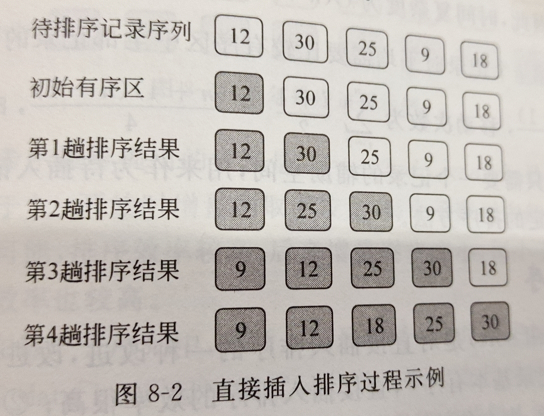 待排序记录序列 12 30 25 9 18
初始有序区 12 30 25 9 18
第1趟排序结果 12 30 25 9 18
第2趟排序结果 12 25 30 9 18
第3趟排序结果 9 12 25 30 18
第4趟排序结果 9 12 18 25 30
图 8-2 直接插入排序过程示例